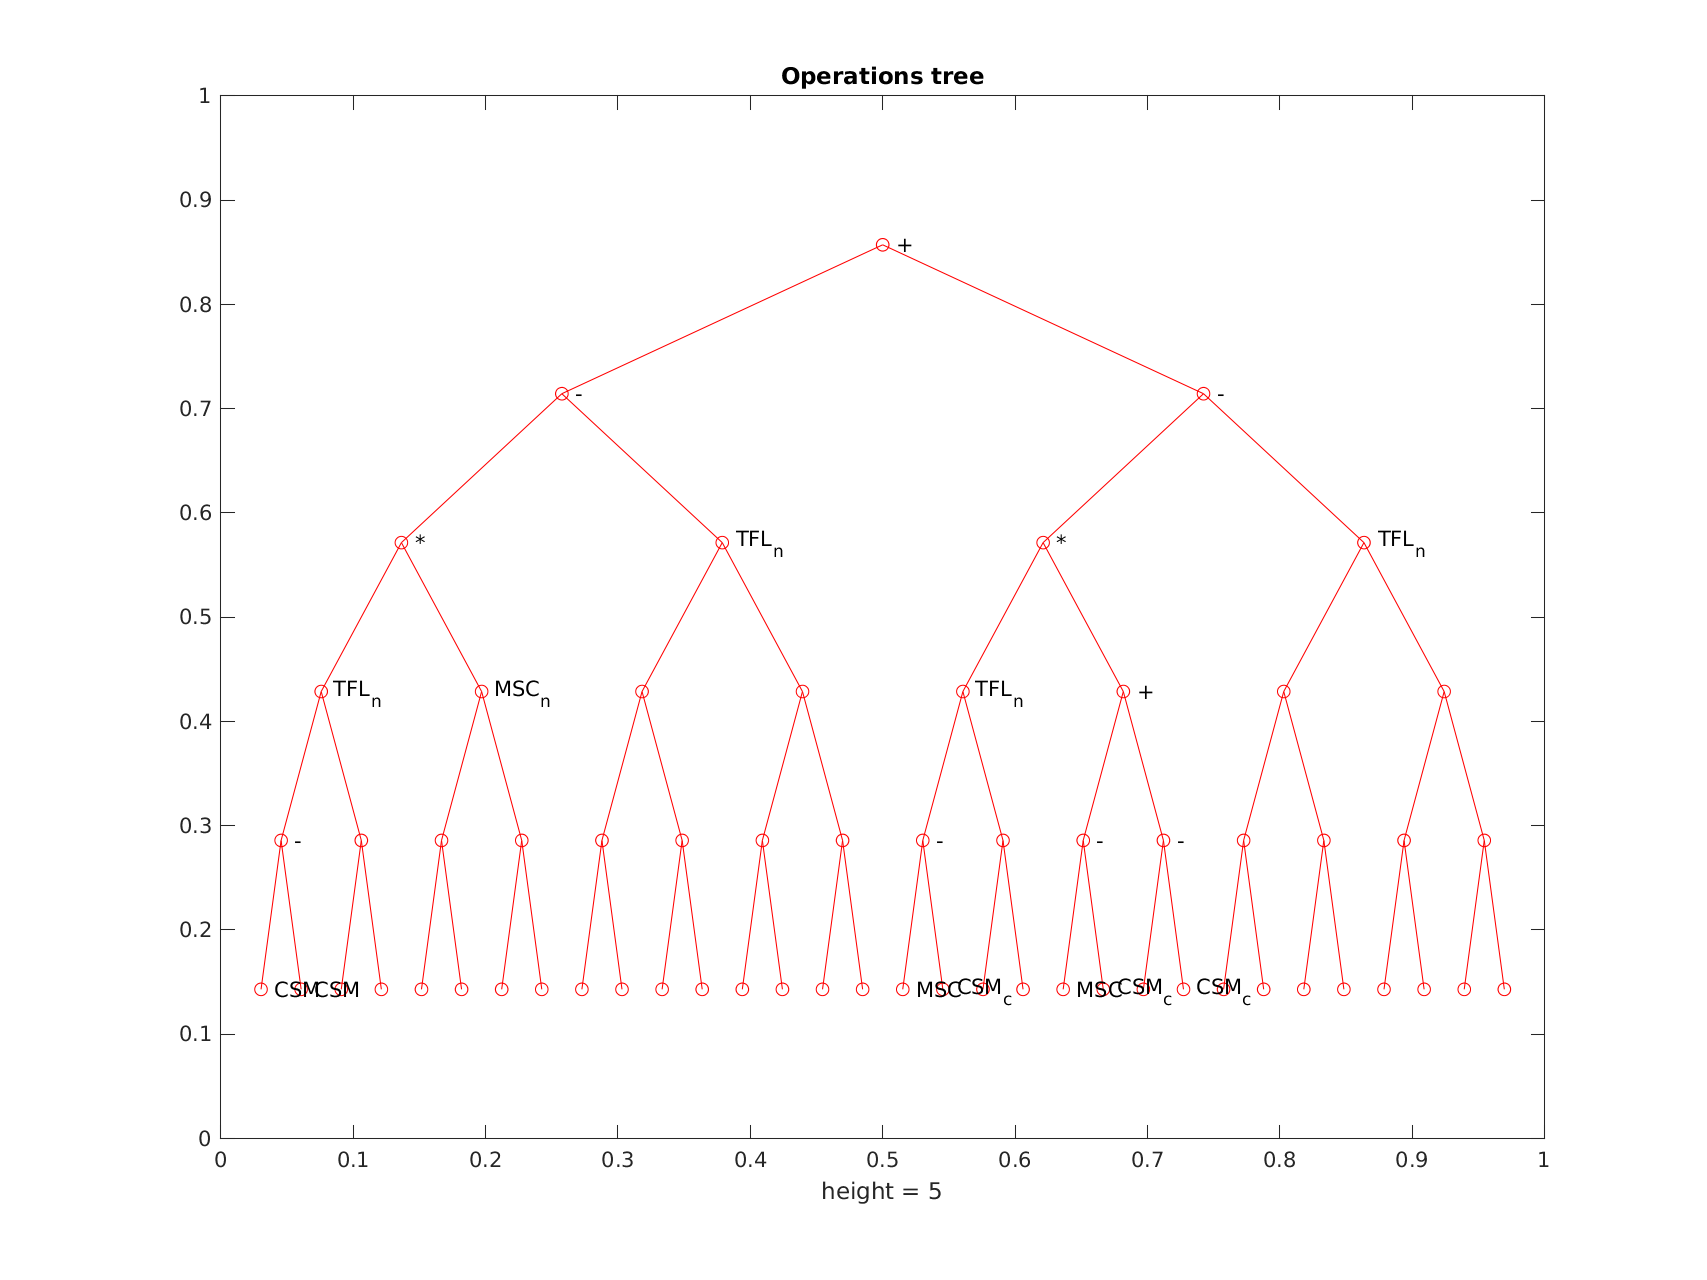 Operations tree
1
0.9
+
0.8
- -
0.7
0.6
* TFLn * TFLn
0.5
TFLn MSCn TFLn +
0.4
0.3
- - - -
0.2
CSM CSM MSC CSMc MSC CSMc CSMc
0.1
0
0 0.1 0.2 0.3 0.4 0.5 0.6 0.7 0.8 0.9 1
height = 5